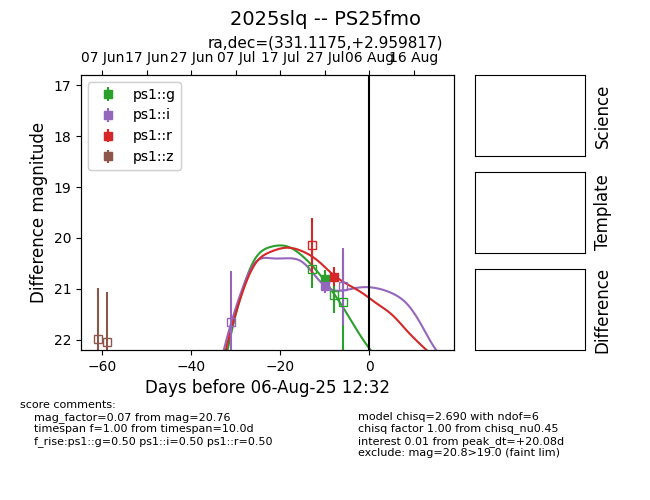 2025slq -- PS25fmo
ra,dec=(331.1175,+2.959817)
07 Jun 17 Jun 27 Jun 07 Jul 17 Jul 27 Jul 06 Aug 16 Aug
17
18
19
20
21
22
Difference magnitude
ps1::g
ps1::i
ps1::r
ps1::z
−60 −40 −20 0
Days before 06-Aug-25 12:32
Science
Template
Difference
score comments:
mag_factor=0.07 from mag=20.76
timespan f=1.00 from timespan=10.0d
f_rise:ps1::g=0.50 ps1::i=0.50 ps1::r=0.50
model chisq=2.690 with ndof=6
chisq factor 1.00 from chisq_nu0.45
interest 0.01 from peak_dt=+20.08d
exclude: mag=20.8>19.0 (faint lim)